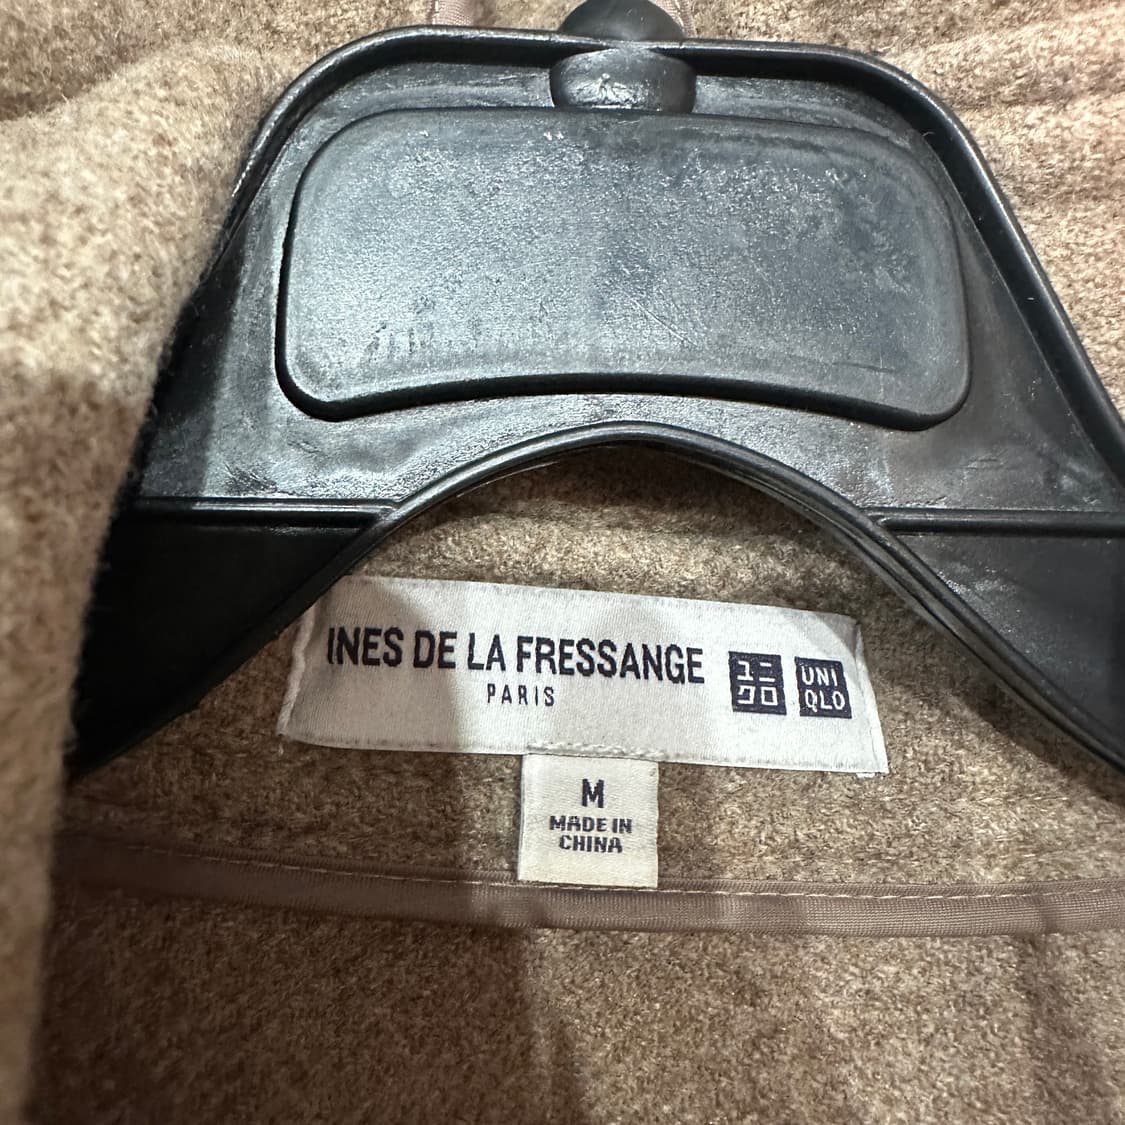 INES DE LA FRESSANGE
PARIS
ユニ
クロ
UNI
QLO
M
MADE IN
CHINA